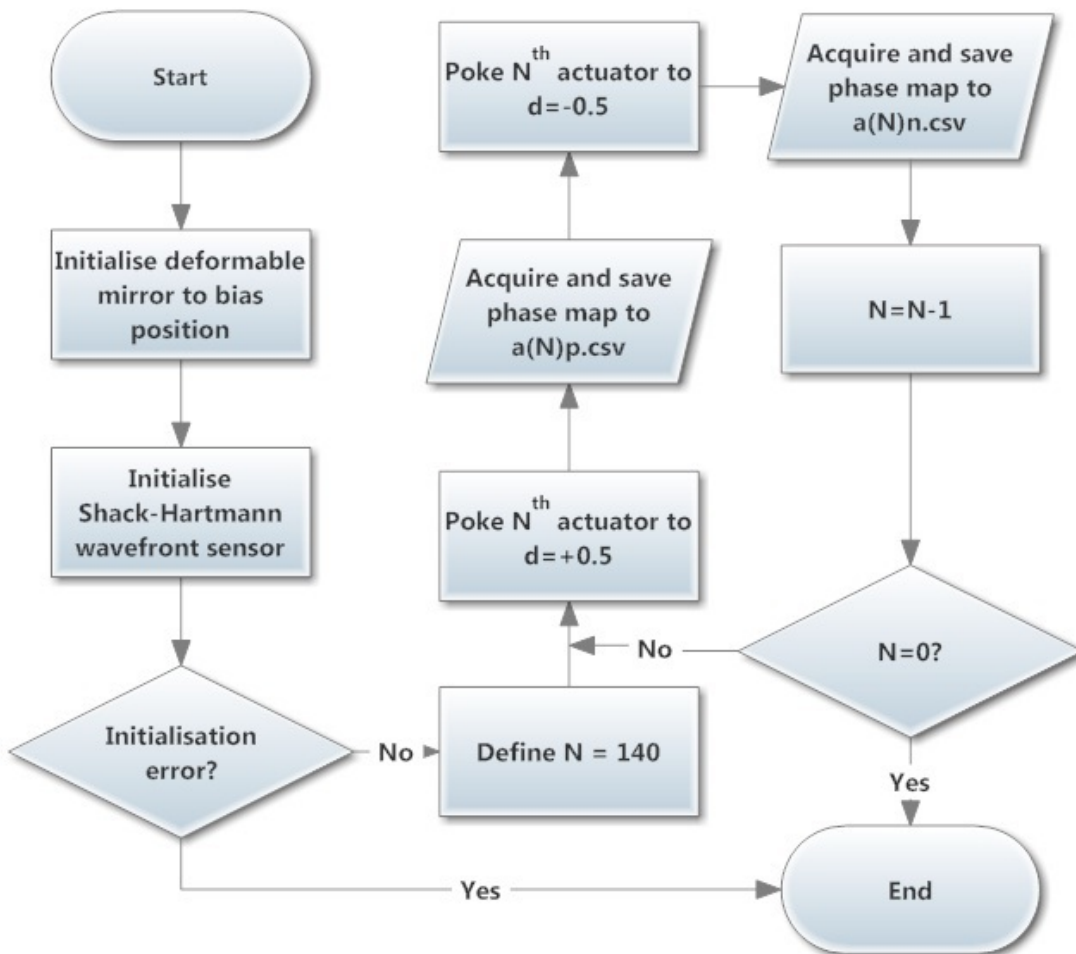 Start
Initialise deformable
mirror to bias
position
Initialise
Shack-Hartmann
wavefront sensor
Initialisation
error?
No
Yes
Define N = 140
Poke Nth actuator to
d=+0.5
Acquire and save
phase map to
a(N)p.csv
Poke Nth actuator to
d=-0.5
Acquire and save
phase map to
a(N)n.csv
N=N-1
N=0?
No
Yes
End